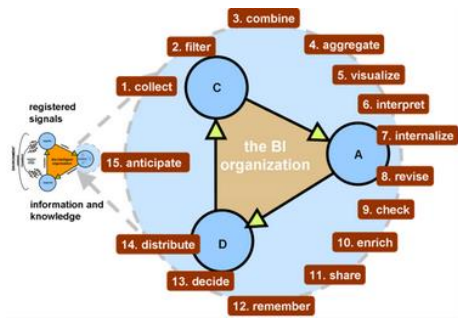 3. combine
2. filter
4. aggregate
1. collect
C
5. visualize
6. interpret
registered
signals
7. internalize
the BI
organization
A
15. anticipate
8. revise
information and
knowledge
9. check
14. distribute
D
10. enrich
13. decide
11. share
12. remember